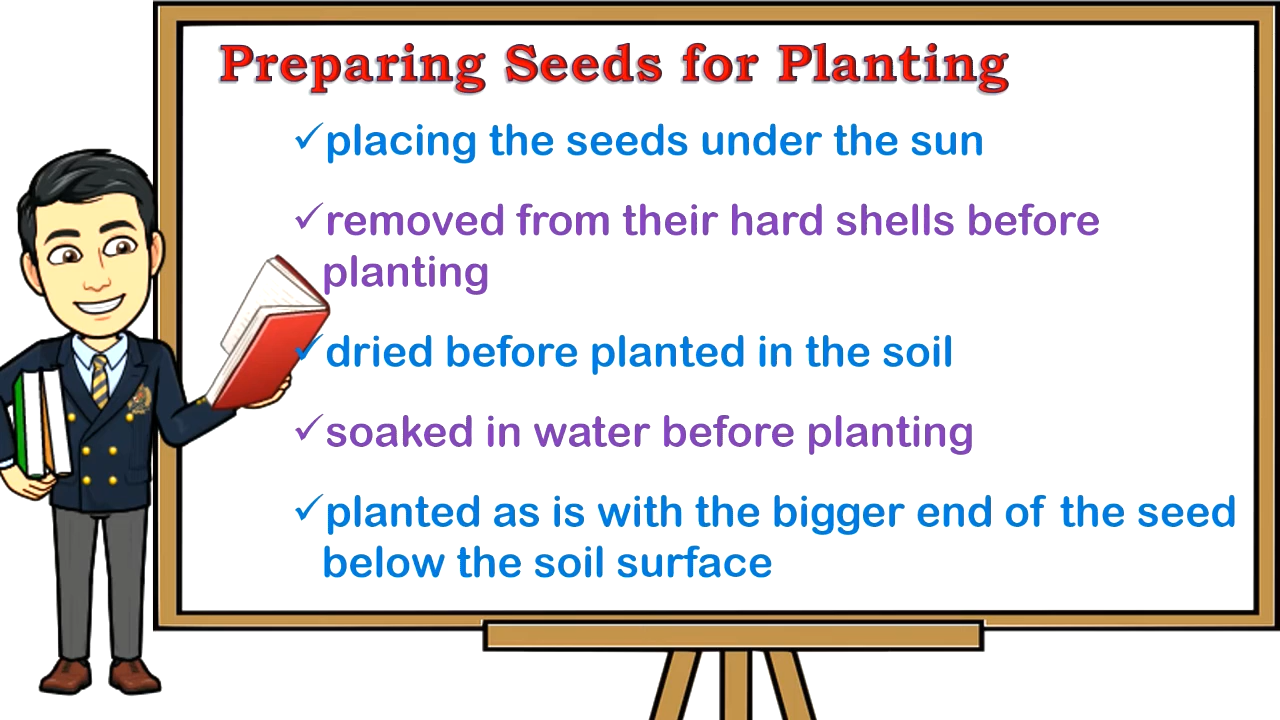 Preparing Seeds for Planting
✓placing the seeds under the sun
✓removed from their hard shells before
planting
✓dried before planted in the soil
✓soaked in water before planting
✓planted as is with the bigger end of the seed
below the soil surface